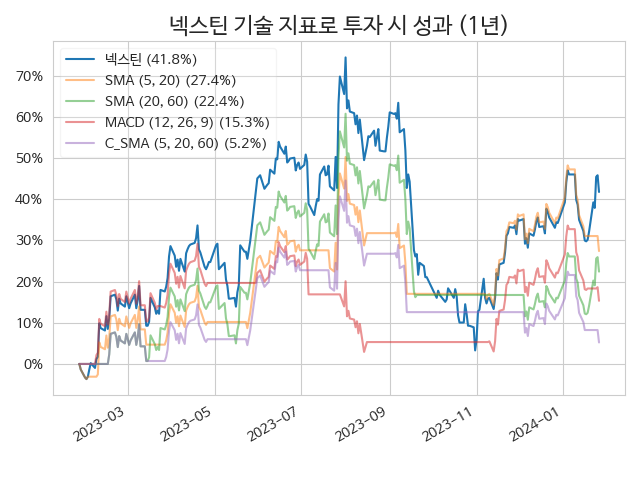 넥스틴 기술 지표로 투자 시 성과 (1년)
넥스틴 (41.8%)
SMA (5, 20) (27.4%)
SMA (20, 60) (22.4%)
MACD (12, 26, 9) (15.3%)
C_SMA (5, 20, 60) (5.2%)
70%
60%
50%
40%
30%
20%
10%
0%
2023-03
2023-05
2023-07
2023-09
2023-11
2024-01